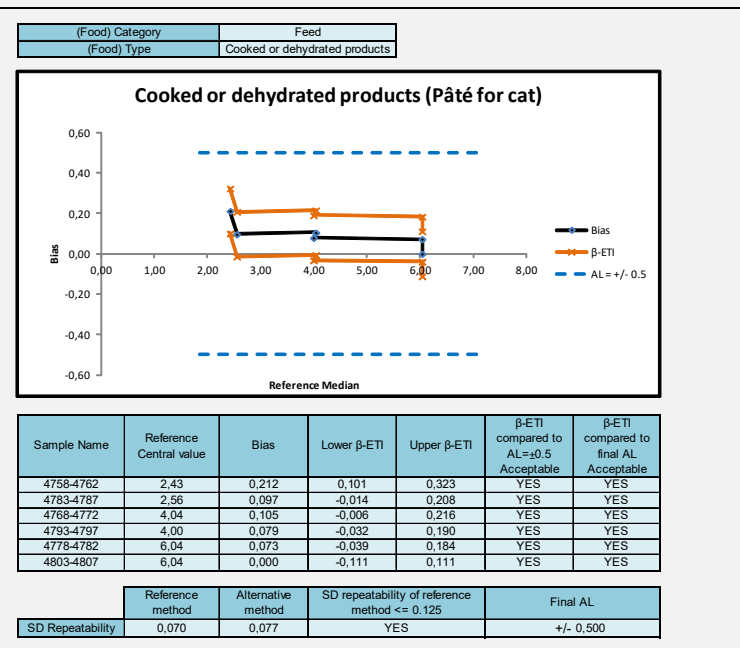 (Food) Category Feed
(Food) Type Cooked or dehydrated products
Cooked or dehydrated products (Pâté for cat)
0,60
0,40
0,20
0,00
-0,20
-0,40
-0,60
Bias
0,00 1,00 2,00 3,00 4,00 5,00 6,00 7,00 8,00
Reference Median
Bias
β-ETI
AL = +/- 0.5
Sample Name Reference Central value Bias Lower β-ETI Upper β-ETI β-ETI compared to AL=±0.5 Acceptable β-ETI compared to final AL Acceptable
4758-4762 2,43 0,212 0,101 0,323 YES YES
4783-4787 2,56 0,097 -0,014 0,208 YES YES
4768-4772 4,04 0,105 -0,006 0,216 YES YES
4793-4797 4,00 0,079 -0,032 0,190 YES YES
4778-4782 6,04 0,073 -0,039 0,184 YES YES
4803-4807 6,04 0,000 -0,111 0,111 YES YES
Reference method Alternative method SD repeatability of reference method <= 0.125 Final AL
SD Repeatability 0,070 0,077 YES +/- 0,500